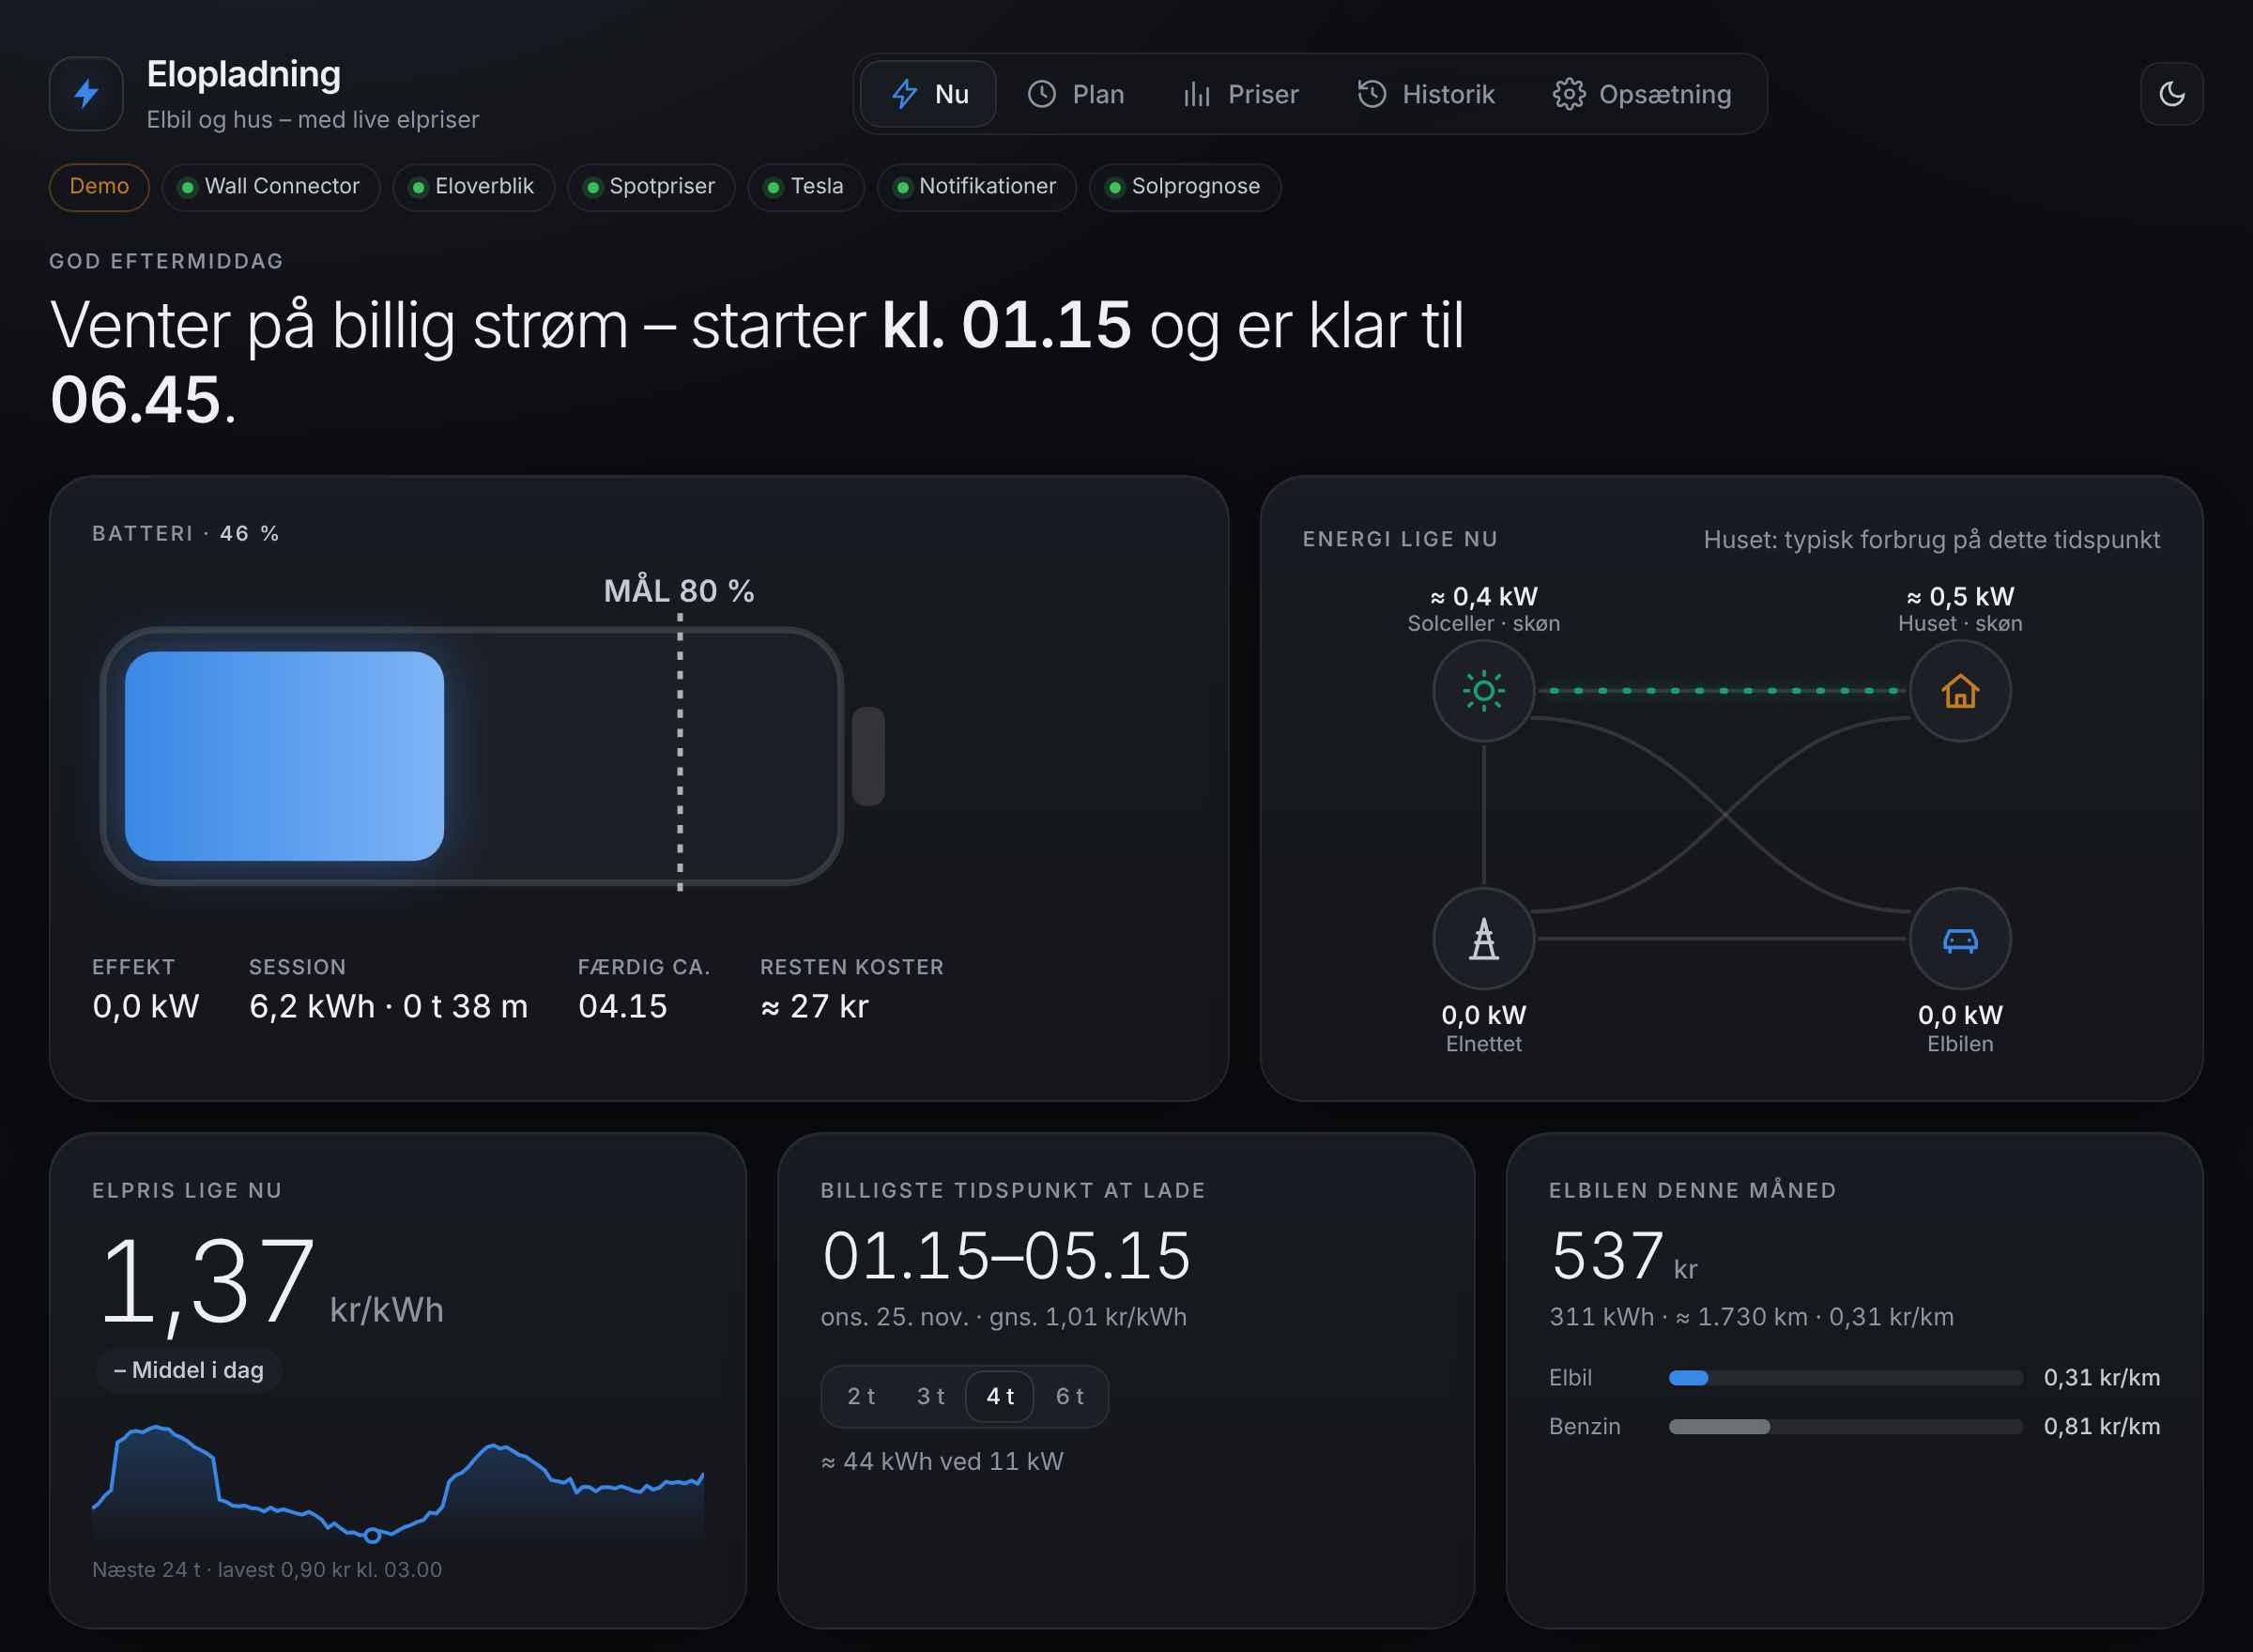 Elopladning
Elbil og hus – med live elpriser
Nu
Plan
Priser
Historik
Opsætning
Demo
Wall Connector
Eloverblik
Spotpriser
Tesla
Notifikationer
Solprognose
GOD EFTERMIDDAG
Venter på billig strøm – starter kl. 01.15 og er klar til
06.45.
BATTERI · 46 %
MÅL 80 %
EFFEKT
0,0 kW
SESSION
6,2 kWh · 0 t 38 m
FÆRDIG CA.
04.15
RESTEN KOSTER
≈ 27 kr
ENERGI LIGE NU
Huset: typisk forbrug på dette tidspunkt
≈ 0,4 kW
Solceller · skøn
≈ 0,5 kW
Huset · skøn
0,0 kW
Elnettet
0,0 kW
Elbilen
ELPRIS LIGE NU
1,37 kr/kWh
– Middel i dag
Næste 24 t · lavest 0,90 kr kl. 03.00
BILLIGSTE TIDSPUNKT AT LADE
01.15–05.15
ons. 25. nov. · gns. 1,01 kr/kWh
2 t
3 t
4 t
6 t
≈ 44 kWh ved 11 kW
ELBILEN DENNE MÅNED
537 kr
311 kWh · ≈ 1.730 km · 0,31 kr/km
Elbil
0,31 kr/km
Benzin
0,81 kr/km